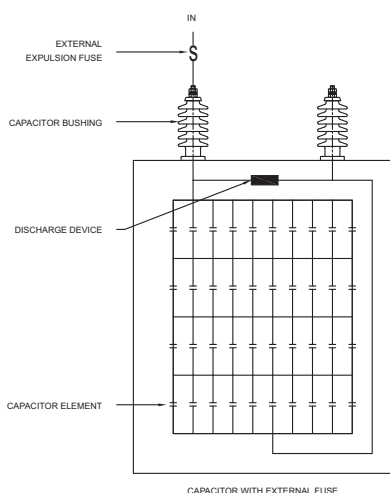 IN
EXTERNAL
EXPULSION FUSE
CAPACITOR BUSHING
DISCHARGE DEVICE
CAPACITOR ELEMENT
CAPACITOR WITH EXTERNAL FUSE